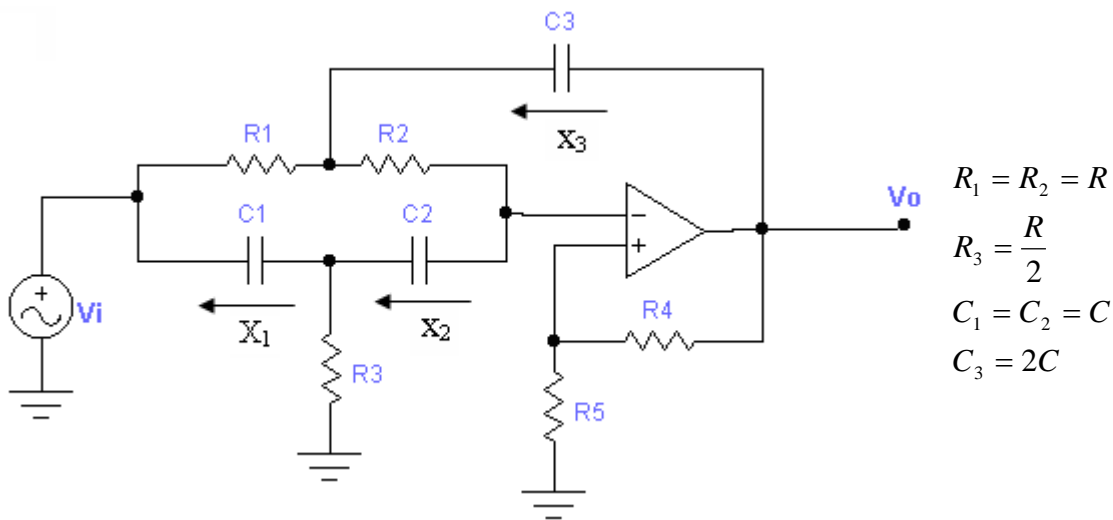 C3
X₃
R1 R2
C1 C2
X₁ X₂
Vi
+
R3
−
+
R4
R5
Vo
R₁ = R₂ = R
R₃ = R/2
C₁ = C₂ = C
C₃ = 2C